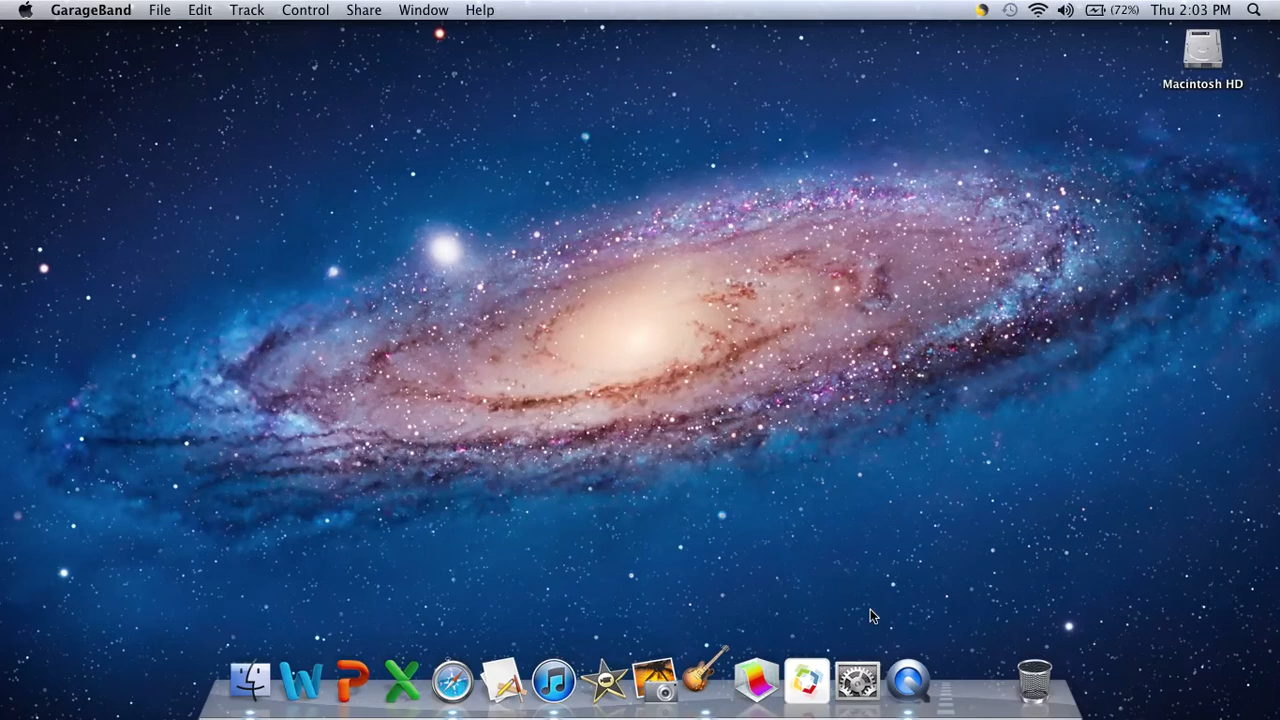 GarageBand File Edit Track Control Share Window Help (72%) Thu 2:03 PM
Macintosh HD